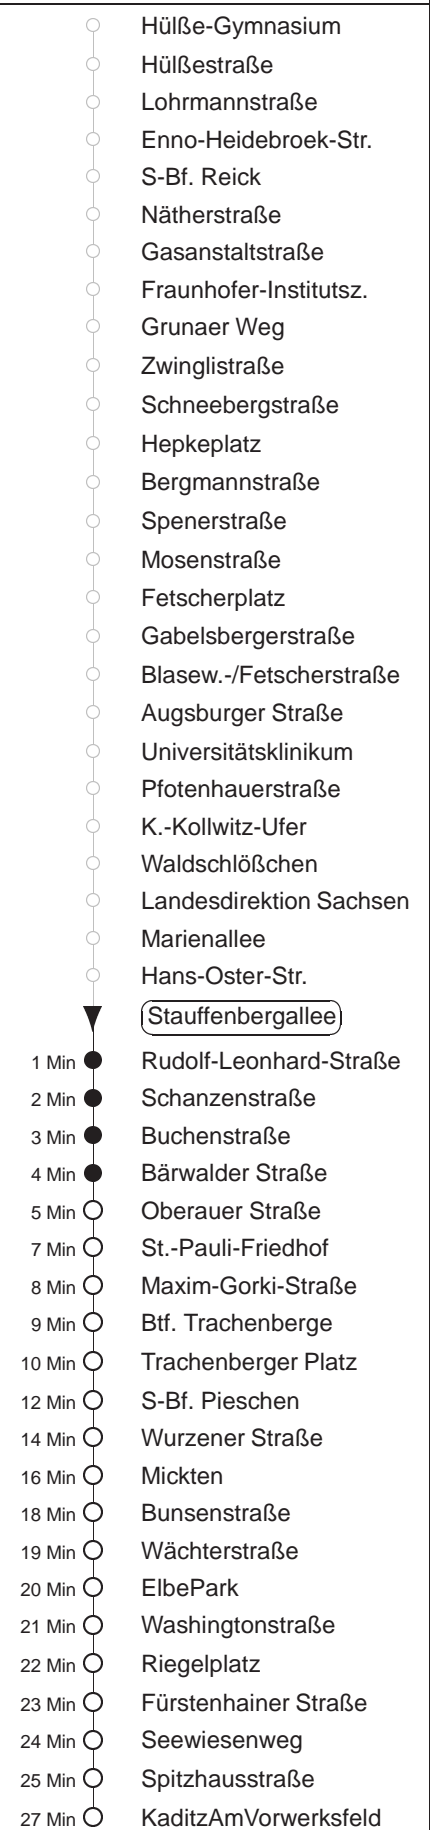 Hülße-Gymnasium
Hülßestraße
Lohrmannstraße
Enno-Heidebroek-Str.
S-Bf. Reick
Nätherstraße
Gasanstaltstraße
Fraunhofer-Institutsz.
Grunaer Weg
Zwinglistraße
Schneebergstraße
Hepkeplatz
Bergmannstraße
Spenerstraße
Mosenstraße
Fetscherplatz
Gabelsbergerstraße
Blasew.-/Fetscherstraße
Augsburger Straße
Universitätsklinikum
Pfotenhauerstraße
K.-Kollwitz-Ufer
Waldschlößchen
Landesdirektion Sachsen
Marienallee
Hans-Oster-Str.
Stauffenbergallee
1 Min Rudolf-Leonhard-Straße
2 Min Schanzenstraße
3 Min Buchenstraße
4 Min Bärwalder Straße
5 Min Oberauer Straße
7 Min St.-Pauli-Friedhof
8 Min Maxim-Gorki-Straße
9 Min Btf. Trachenberge
10 Min Trachenberger Platz
12 Min S-Bf. Pieschen
14 Min Wurzener Straße
16 Min Mickten
18 Min Bunsenstraße
19 Min Wächterstraße
20 Min ElbePark
21 Min Washingtonstraße
22 Min Riegelplatz
23 Min Fürstenhainer Straße
24 Min Seewiesenweg
25 Min Spitzhausstraße
27 Min KaditzAmVorwerksfeld